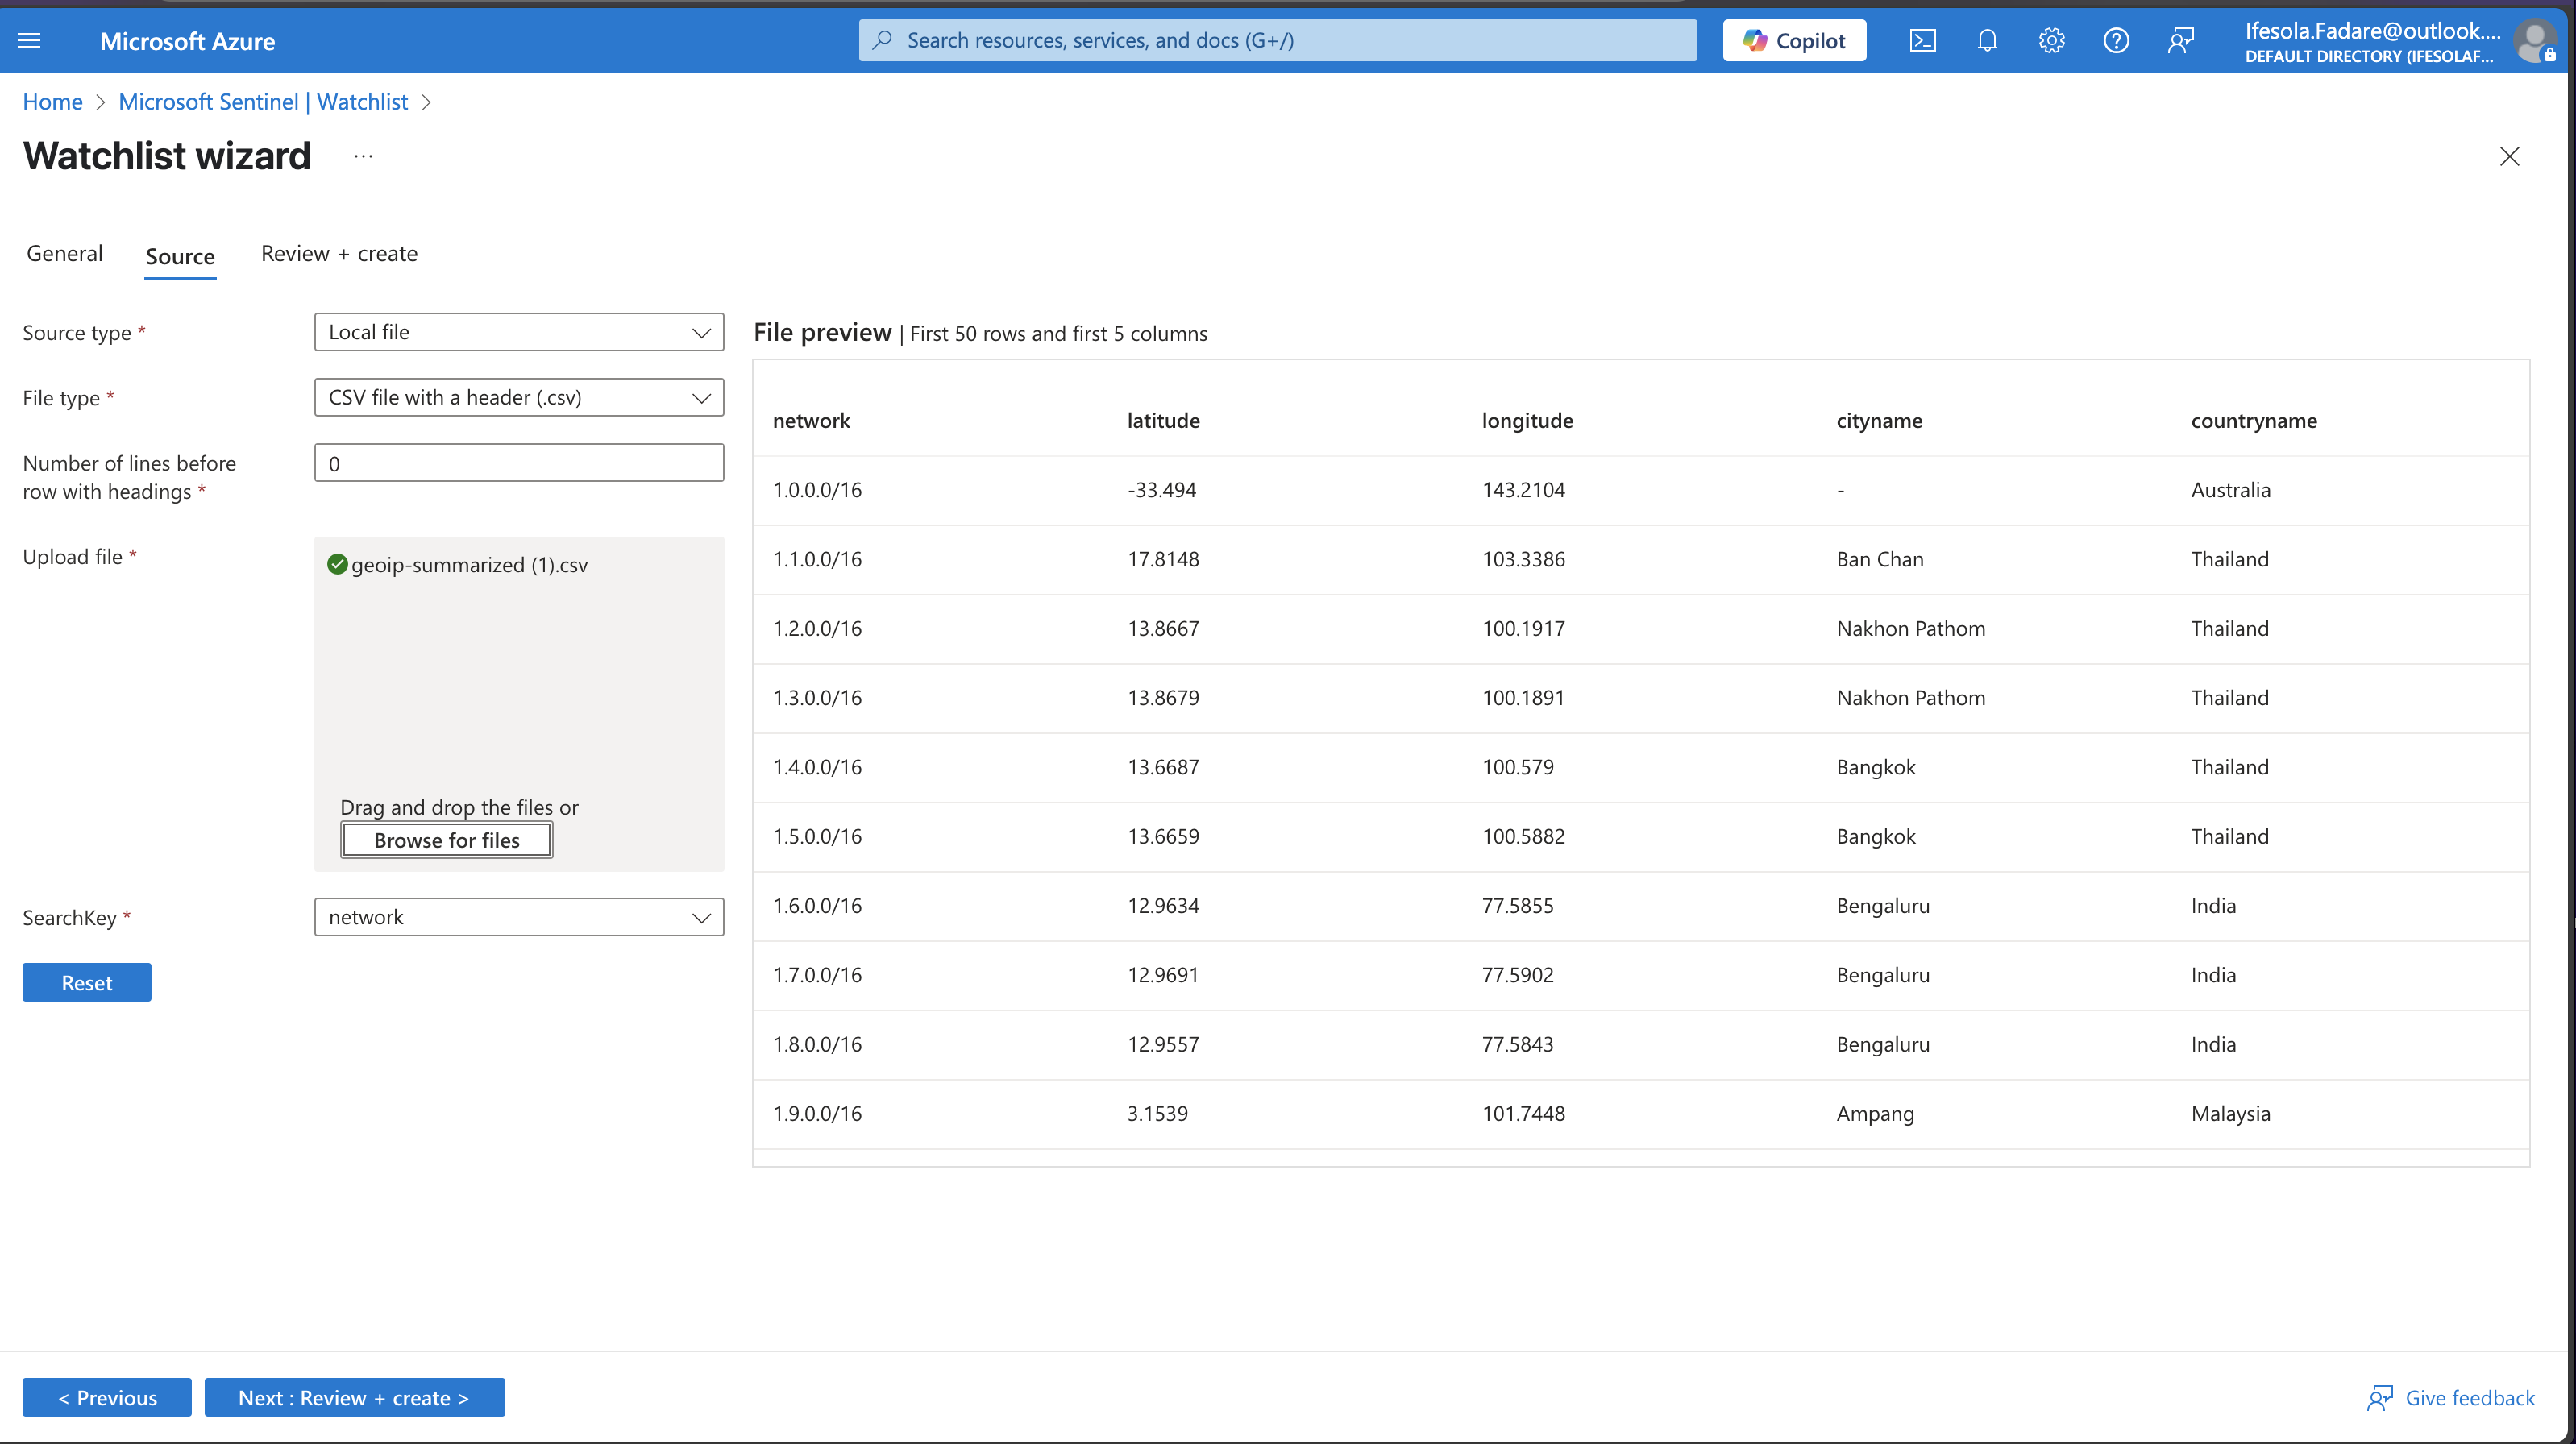 Microsoft Azure
Search resources, services, and docs (G+/)
Copilot
Ifesola.Fadare@outlook....
DEFAULT DIRECTORY (IFESOLAF...
Home > Microsoft Sentinel | Watchlist >
Watchlist wizard ...
General Source Review + create
Source type * Local file
File type * CSV file with a header (.csv)
Number of lines before
row with headings * 0
Upload file * geoip-summarized (1).csv
Drag and drop the files or
Browse for files
SearchKey * network
Reset
File preview | First 50 rows and first 5 columns
network latitude longitude cityname countryname
1.0.0.0/16 -33.494 143.2104 - Australia
1.1.0.0/16 17.8148 103.3386 Ban Chan Thailand
1.2.0.0/16 13.8667 100.1917 Nakhon Pathom Thailand
1.3.0.0/16 13.8679 100.1891 Nakhon Pathom Thailand
1.4.0.0/16 13.6687 100.579 Bangkok Thailand
1.5.0.0/16 13.6659 100.5882 Bangkok Thailand
1.6.0.0/16 12.9634 77.5855 Bengaluru India
1.7.0.0/16 12.9691 77.5902 Bengaluru India
1.8.0.0/16 12.9557 77.5843 Bengaluru India
1.9.0.0/16 3.1539 101.7448 Ampang Malaysia
< Previous Next : Review + create > Give feedback